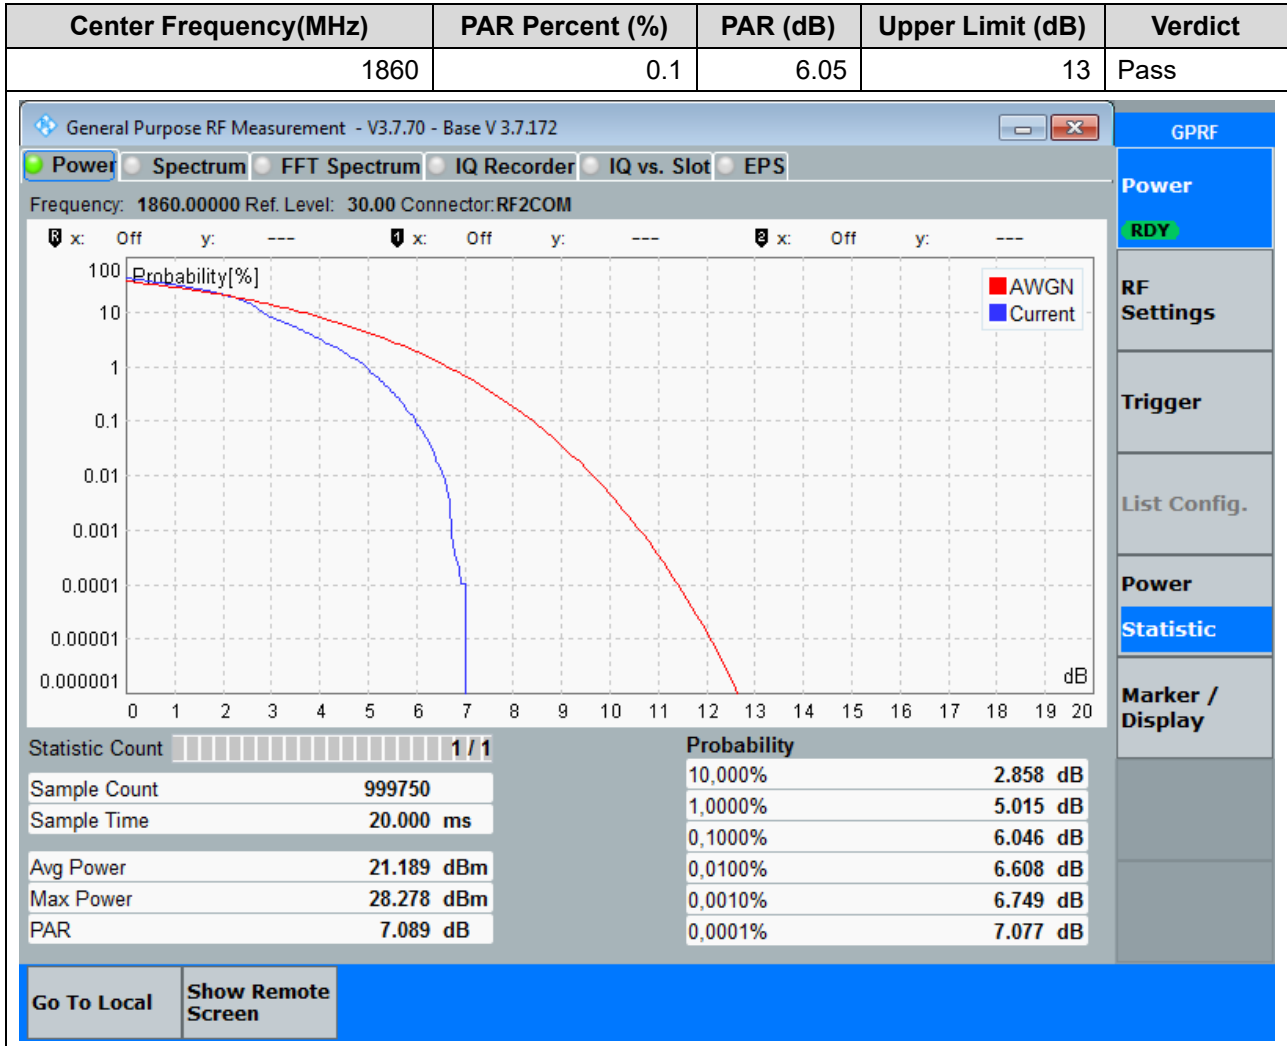 Center Frequency(MHz) PAR Percent (%) PAR (dB) Upper Limit (dB) Verdict
1860 0.1 6.05 13 Pass
General Purpose RF Measurement - V3.7.70 - Base V 3.7.172
GPRF
Power Spectrum FFT Spectrum IQ Recorder IQ vs. Slot EPS
Power
RDY
Frequency: 1860.00000 Ref. Level: 30.00 Connector:RF2COM
R x: Off y: --- 1 x: Off y: --- 2 x: Off y: ---
Probability[%]
AWGN
Current
100
10
1
0.1
0.01
0.001
0.0001
0.00001
0.000001
dB
0 1 2 3 4 5 6 7 8 9 10 11 12 13 14 15 16 17 18 19 20
RF
Settings
Trigger
List Config.
Power
Statistic
Marker /
Display
Statistic Count 1 / 1
Sample Count 999750
Sample Time 20.000 ms
Avg Power 21.189 dBm
Max Power 28.278 dBm
PAR 7.089 dB
Probability
10,000% 2.858 dB
1,0000% 5.015 dB
0,1000% 6.046 dB
0,0100% 6.608 dB
0,0010% 6.749 dB
0,0001% 7.077 dB
Go To Local
Show Remote
Screen